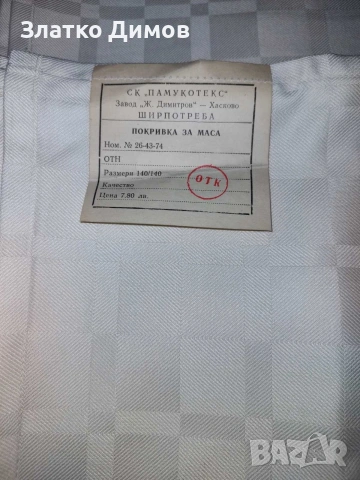 Златко Димов
СК „ПАМУКОТЕКС"
Завод „Ж. Димитров" — Хасково
ШИРПОТРЕБА
ПОКРИВКА ЗА МАСА
Ном. № 26-43-74
ОТН
Размери 140/140
Качество
Цена 7.80 лв.
ОТК
BAZAR